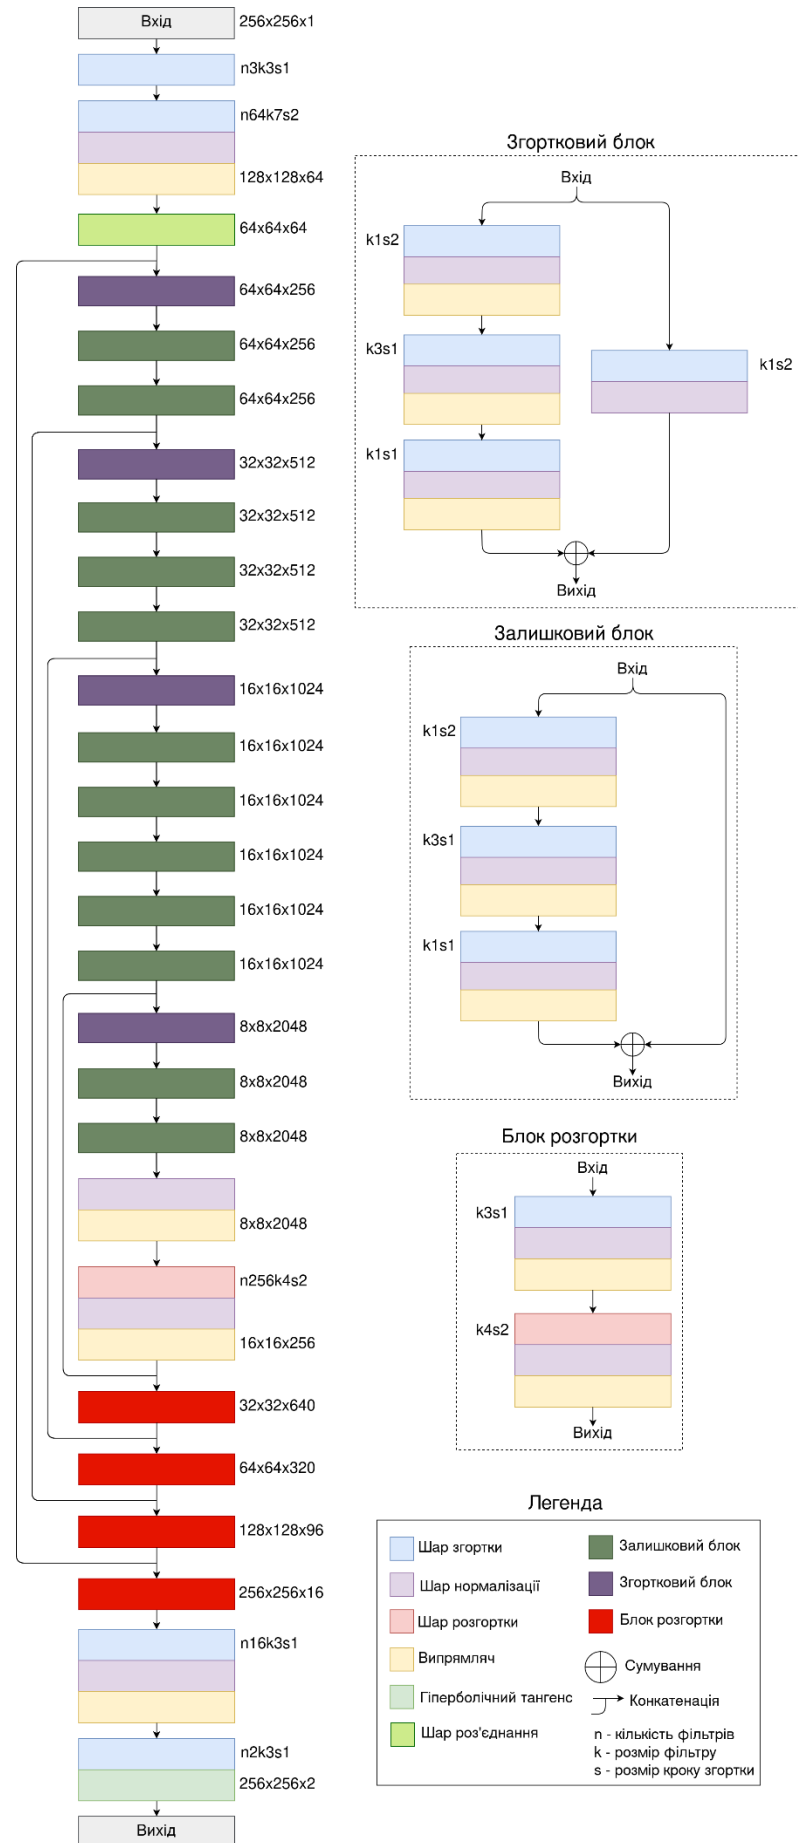 Вхід
256x256x1
n3k3s1
n64k7s2
128x128x64
64x64x64
64x64x256
64x64x256
64x64x256
32x32x512
32x32x512
32x32x512
32x32x512
16x16x1024
16x16x1024
16x16x1024
16x16x1024
16x16x1024
16x16x1024
8x8x2048
8x8x2048
8x8x2048
8x8x2048
n256k4s2
16x16x256
32x32x640
64x64x320
128x128x96
256x256x16
n16k3s1
n2k3s1
256x256x2
Вихід
Згортковий блок
Вхід
k1s2
k3s1
k1s2
k1s1
Вихід
Залишковий блок
Вхід
k1s2
k3s1
k1s1
Вихід
Блок розгортки
Вхід
k3s1
k4s2
Вихід
Легенда
Шар згортки
Шар нормалізації
Шар розгортки
Випрямляч
Гіперболічний тангенс
Шар роз'єднання
Залишковий блок
Згортковий блок
Блок розгортки
Сумування
Конкатенація
n - кількість фільтрів
k - розмір фільтру
s - розмір кроку згортки